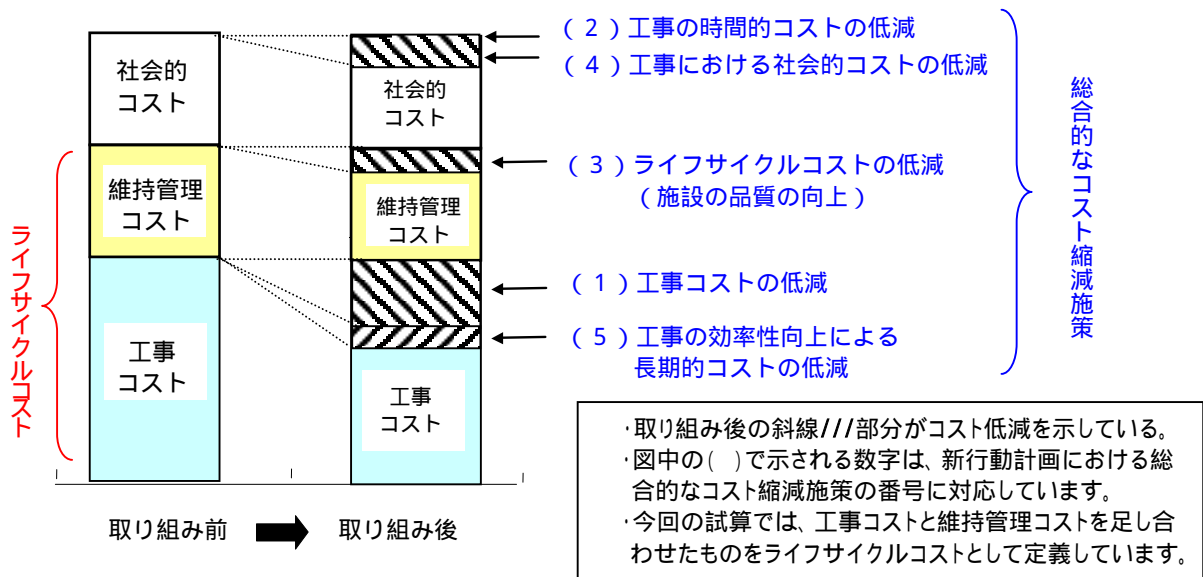 社会的
コスト
維持管理
コスト
工事
コスト
ライフサイクルコスト
社会的
コスト
維持管理
コスト
工事
コスト
(2)工事の時間的コストの低減
(4)工事における社会的コストの低減
(3)ライフサイクルコストの低減
(施設の品質の向上)
(1)工事コストの低減
(5)工事の効率性向上による
長期的コストの低減
総合的なコスト縮減施策
取り組み前
取り組み後
・取り組み後の斜線///部分がコスト低減を示している。
・図中の( )で示される数字は、新行動計画における総
合的なコスト縮減施策の番号に対応しています。
・今回の試算では、工事コストと維持管理コストを足し合
わせたものをライフサイクルコストとして定義しています。